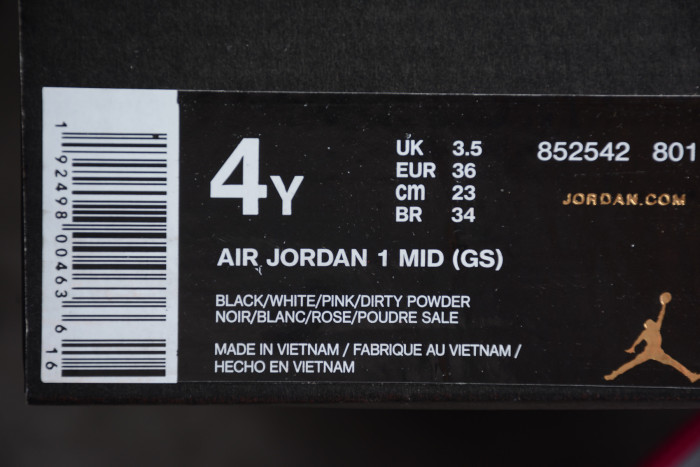 1 92498 00463 6 16
4Y
UK 3.5
EUR 36
cm 23
BR 34
852542 801
JORDAN.COM
AIR JORDAN 1 MID (GS)
BLACK/WHITE/PINK/DIRTY POWDER
NOIR/BLANC/ROSE/POUDRE SALE
MADE IN VIETNAM / FABRIQUE AU VIETNAM /
HECHO EN VIETNAM